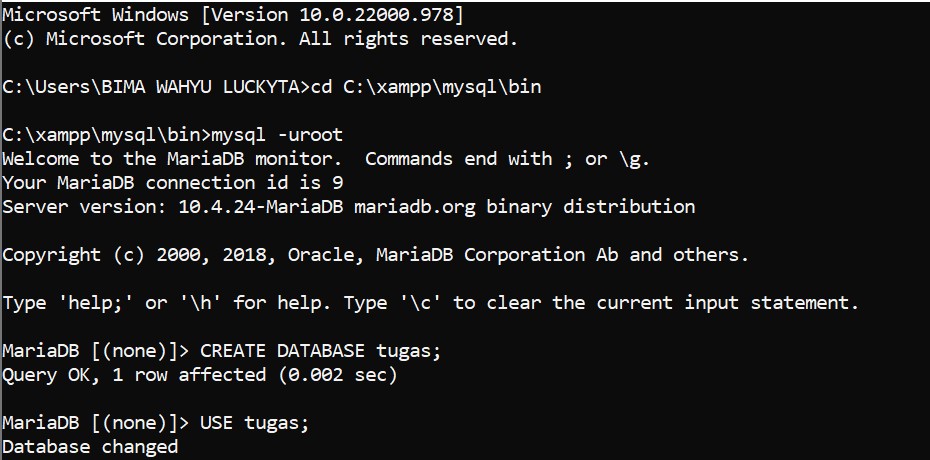 Microsoft Windows [Version 10.0.22000.978]
(c) Microsoft Corporation. All rights reserved.
C:\Users\BIMA WAHYU LUCKYTA>cd C:\xampp\mysql\bin
C:\xampp\mysql\bin>mysql -uroot
Welcome to the MariaDB monitor.  Commands end with ; or \g.
Your MariaDB connection id is 9
Server version: 10.4.24-MariaDB mariadb.org binary distribution
Copyright (c) 2000, 2018, Oracle, MariaDB Corporation Ab and others.
Type 'help;' or '\h' for help. Type '\c' to clear the current input statement.
MariaDB [(none)]> CREATE DATABASE tugas;
Query OK, 1 row affected (0.002 sec)
MariaDB [(none)]> USE tugas;
Database changed